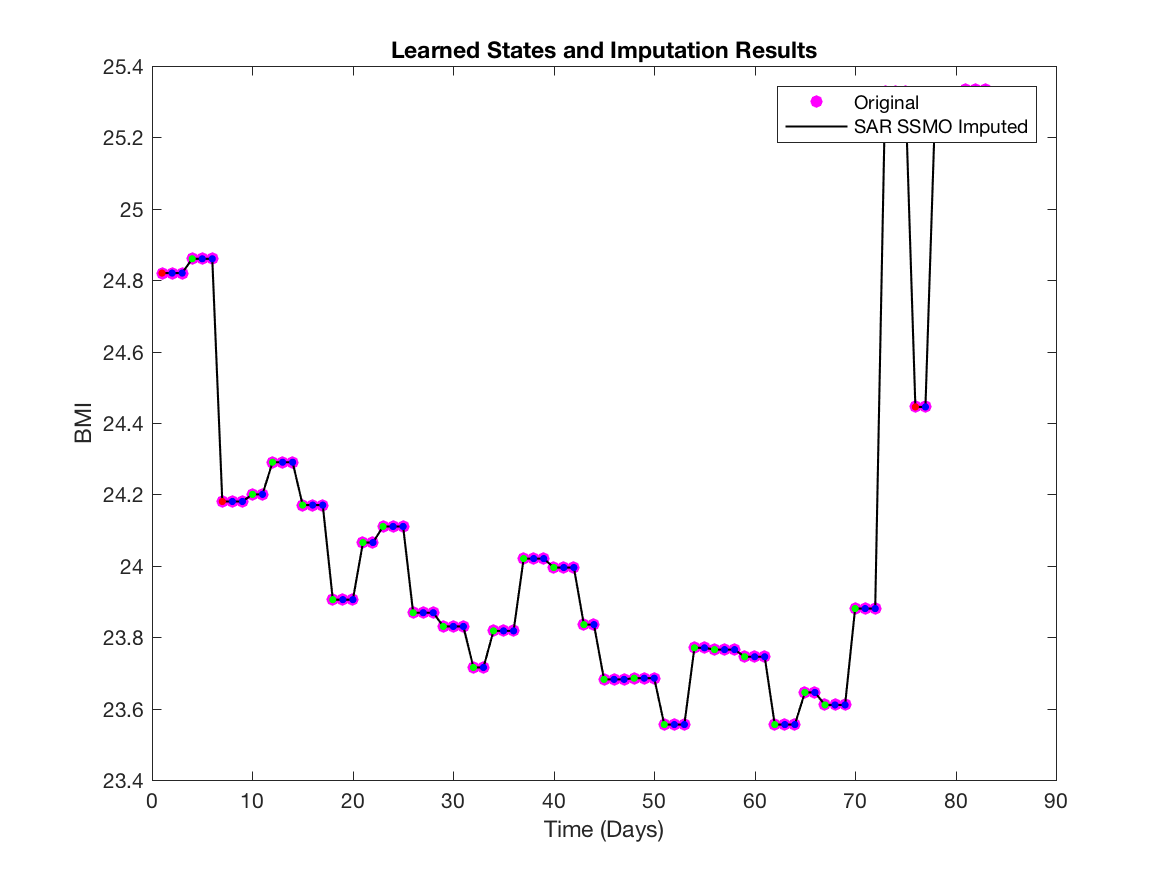 Learned States and Imputation Results
25.4
25.2
25
24.8
24.6
24.4
24.2
24
23.8
23.6
23.4
BMI
Original
SAR SSMO Imputed
0 10 20 30 40 50 60 70 80 90
Time (Days)